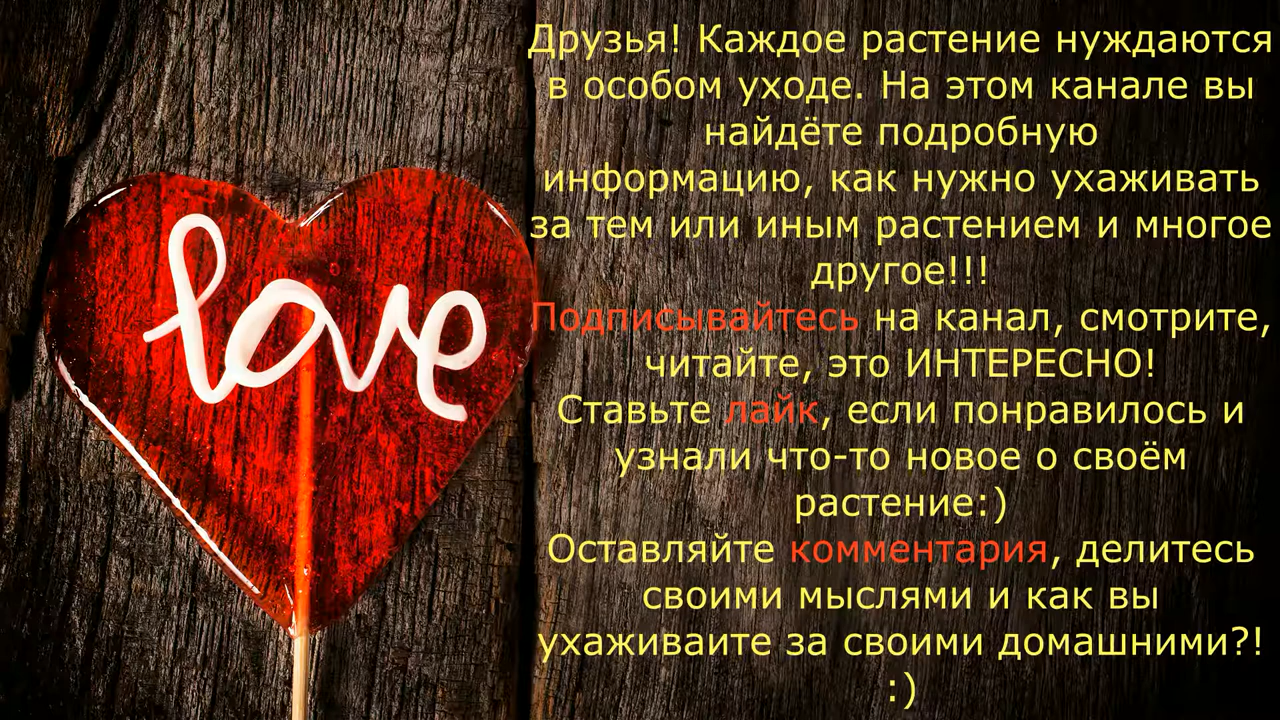 love
Друзья! Каждое растение нуждаются
в особом уходе. На этом канале вы
найдёте подробную
информацию, как нужно ухаживать
за тем или иным растением и многое
другое!!!
Подписывайтесь на канал, смотрите,
читайте, это ИНТЕРЕСНО!
Ставьте лайк, если понравилось и
узнали что-то новое о своём
растение:)
Оставляйте комментария, делитесь
своими мыслями и как вы
ухаживаите за своими домашними?!
:)